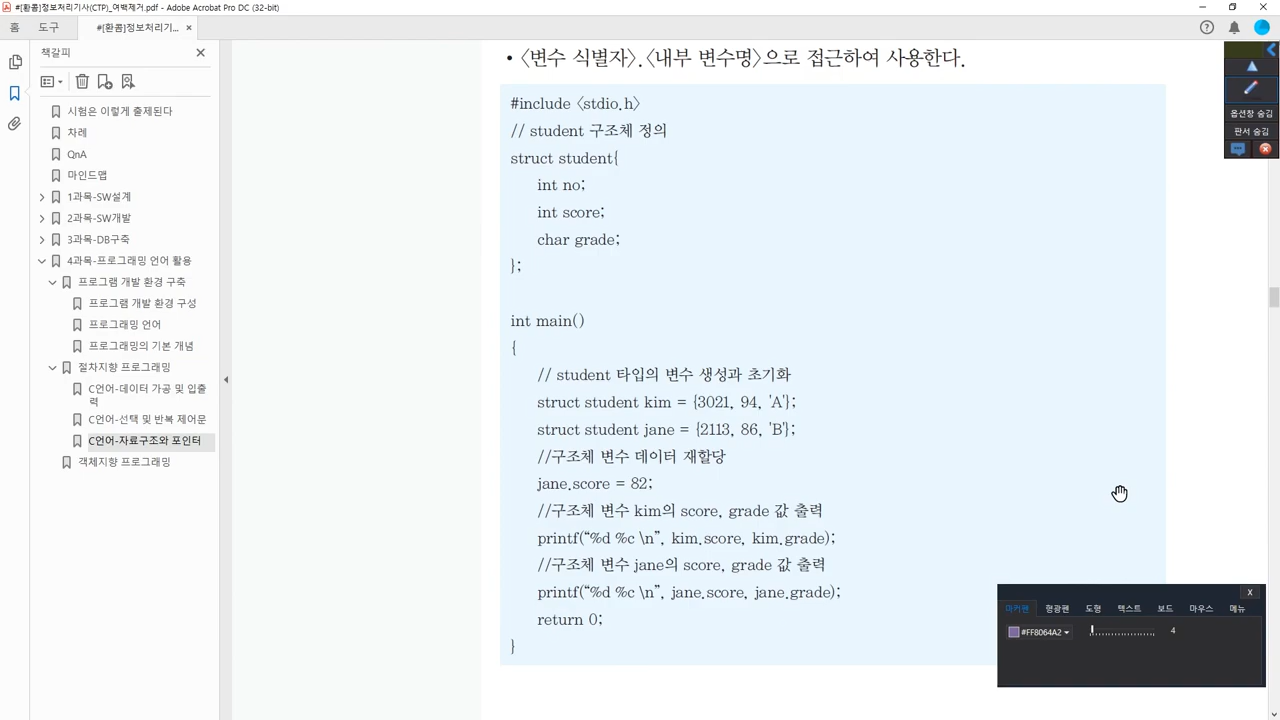 #[환콤]정보처리기사(CTP)_여백제거.pdf - Adobe Acrobat Pro DC (32-bit)
홈 도구 #[환콤]정보처리기... ×
책갈피
시험은 이렇게 출제된다
차례
QnA
마인드맵
1과목-SW설계
2과목-SW개발
3과목-DB구축
4과목-프로그래밍 언어 활용
프로그램 개발 환경 구축
프로그램 개발 환경 구성
프로그래밍 언어
프로그래밍의 기본 개념
절차지향 프로그래밍
C언어-데이터 가공 및 입출
력
C언어-선택 및 반복 제어문
C언어-자료구조와 포인터
객체지향 프로그래밍
• 〈변수 식별자〉.〈내부 변수명〉으로 접근하여 사용한다.
#include 〈stdio.h〉
// student 구조체 정의
struct student{
int no;
int score;
char grade;
};
int main()
{
// student 타입의 변수 생성과 초기화
struct student kim = {3021, 94, 'A'};
struct student jane = {2113, 86, 'B'};
//구조체 변수 데이터 재할당
jane.score = 82;
//구조체 변수 kim의 score, grade 값 출력
printf(“%d %c \n”, kim.score, kim.grade);
//구조체 변수 jane의 score, grade 값 출력
printf(“%d %c \n”, jane.score, jane.grade);
return 0;
}
옵션창 숨김
판서 숨김
X
마커펜 형광펜 도형 텍스트 보드 마우스 메뉴
#FF8064A2 4